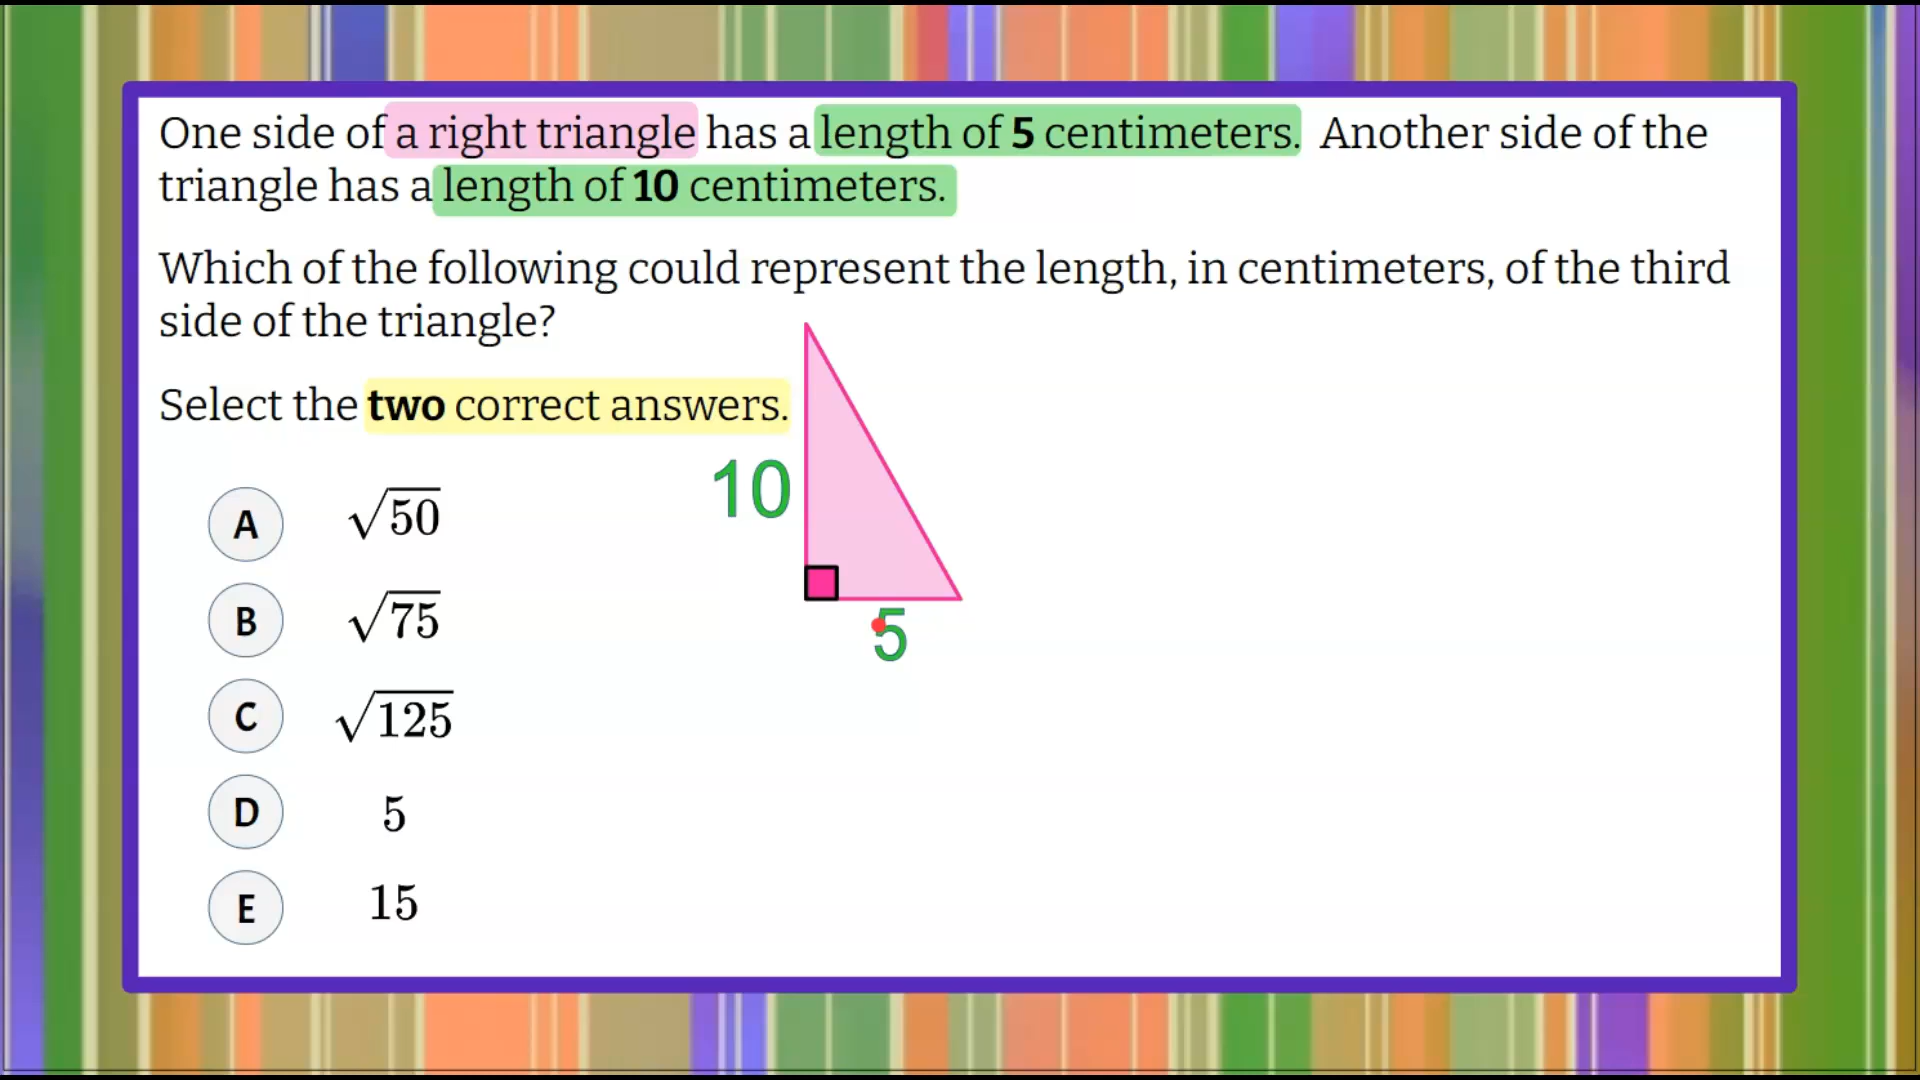 One side of a right triangle has a length of 5 centimeters. Another side of the
triangle has a length of 10 centimeters.
Which of the following could represent the length, in centimeters, of the third
side of the triangle?
Select the two correct answers.
10
5
A √50
B √75
C √125
D 5
E 15